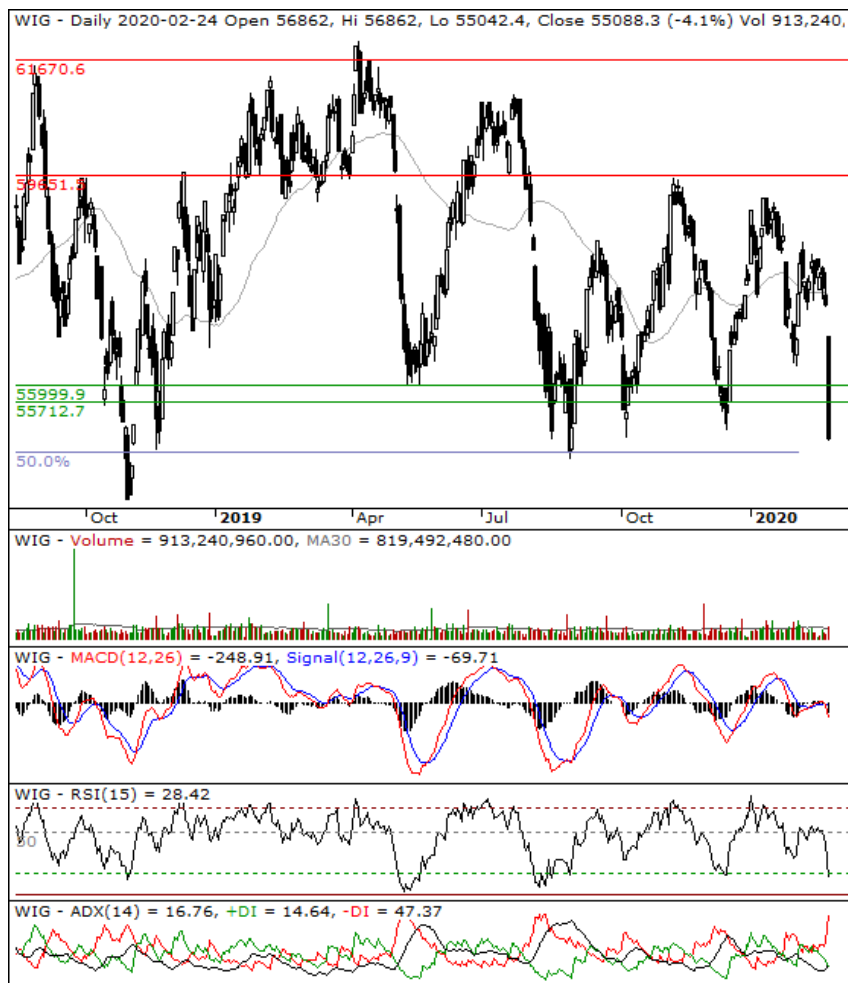 WIG - Daily 2020-02-24 Open 56862, Hi 56862, Lo 55042.4, Close 55088.3 (-4.1%) Vol 913,240,
61670.6
59651.5
55999.9
55712.7
50.0%
Oct 2019 Apr Jul Oct 2020
WIG - Volume = 913,240,960.00, MA30 = 819,492,480.00
WIG - MACD(12,26) = -248.91, Signal(12,26,9) = -69.71
WIG - RSI(15) = 28.42
50
WIG - ADX(14) = 16.76, +DI = 14.64, -DI = 47.37